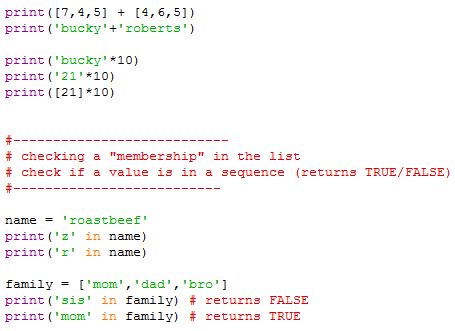 print([7,4,5] + [4,6,5])
print('bucky'+'roberts')
print('bucky'*10)
print('21'*10)
print([21]*10)
#---------------------------
# checking a "membership" in the list
# check if a value is in a sequence (returns TRUE/FALSE)
#--------------------------
name = 'roastbeef'
print('z' in name)
print('r' in name)
family = ['mom','dad','bro']
print('sis' in family) # returns FALSE
print('mom' in family) # returns TRUE